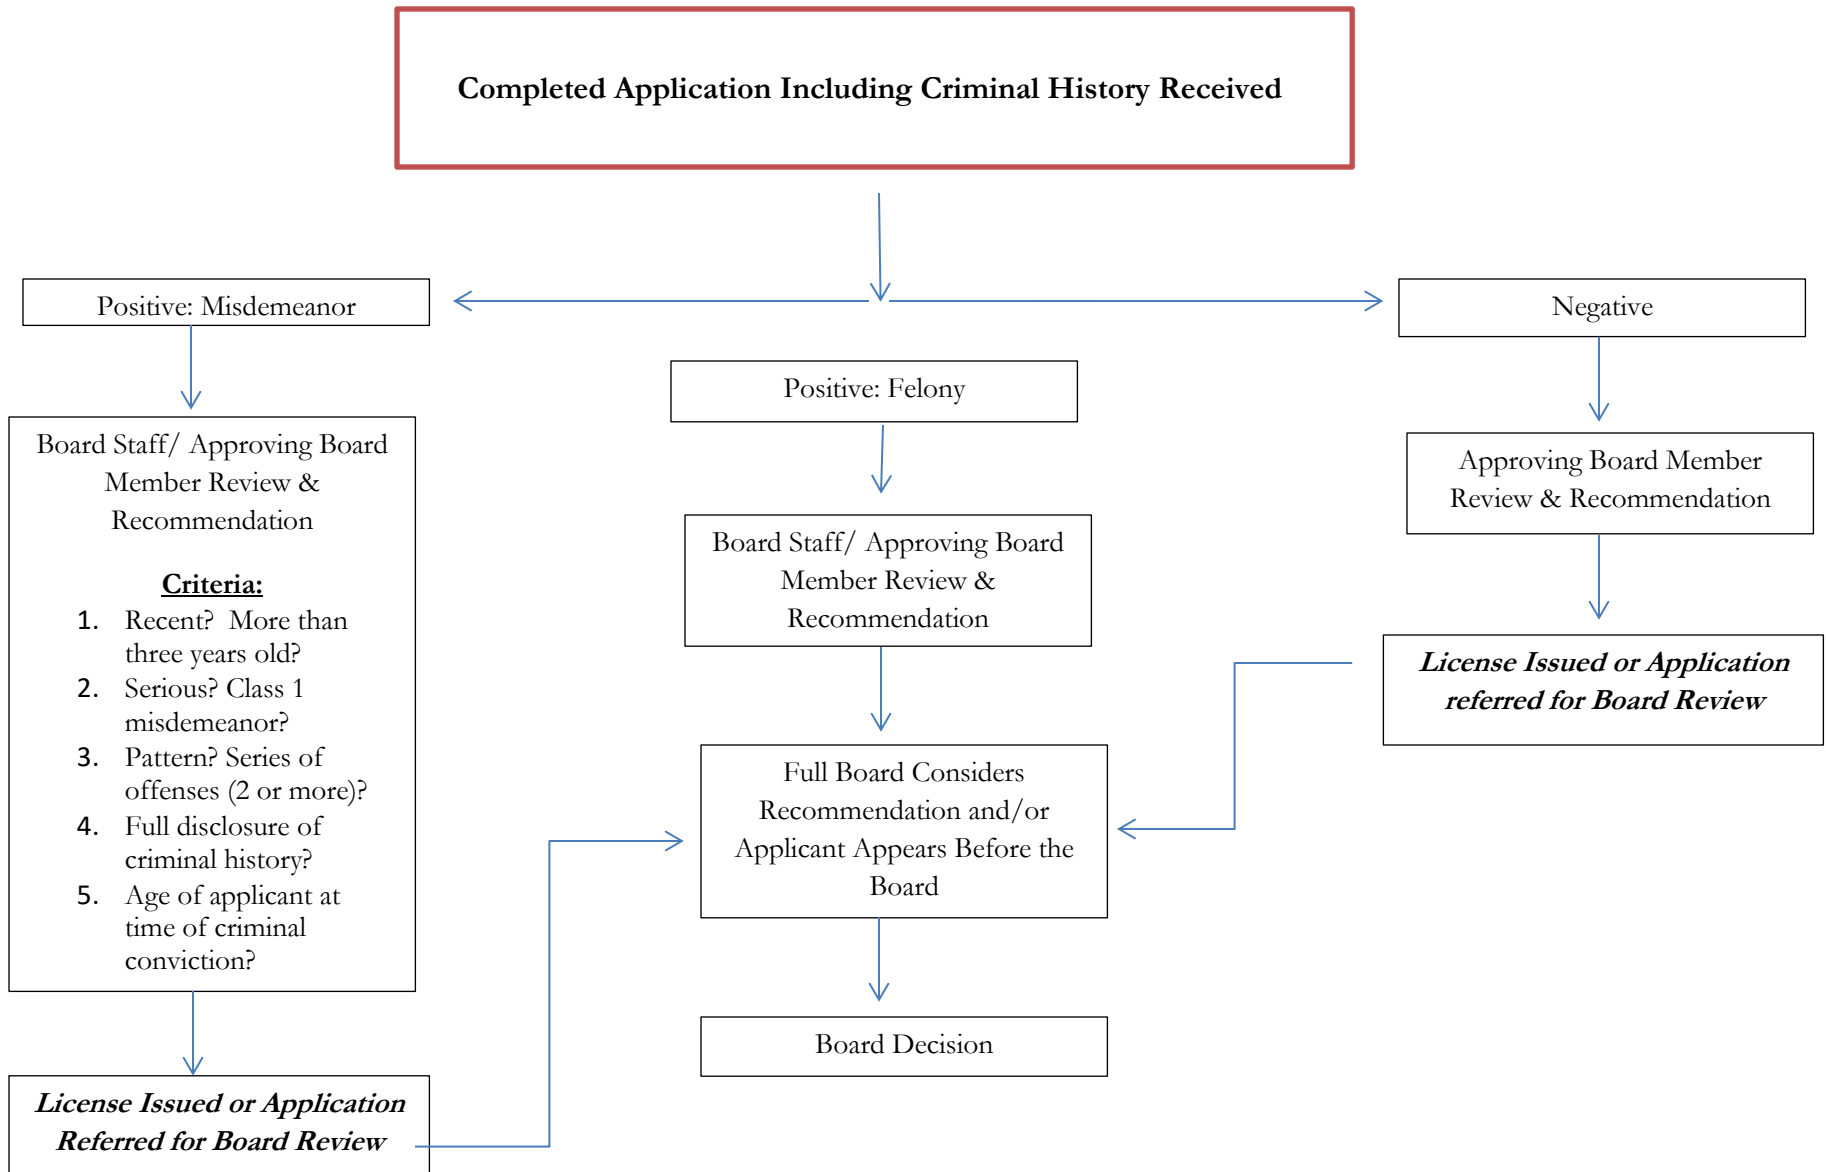 Completed Application Including Criminal History Received
Positive: Misdemeanor
Board Staff/ Approving Board
Member Review &
Recommendation
Criteria:
1. Recent?  More than
three years old?
2. Serious? Class 1
misdemeanor?
3. Pattern? Series of
offenses (2 or more)?
4. Full disclosure of
criminal history?
5. Age of applicant at
time of criminal
conviction?
License Issued or Application
Referred for Board Review
Positive: Felony
Board Staff/ Approving Board
Member Review &
Recommendation
Full Board Considers
Recommendation and/or
Applicant Appears Before the
Board
Board Decision
Negative
Approving Board Member
Review & Recommendation
License Issued or Application
referred for Board Review